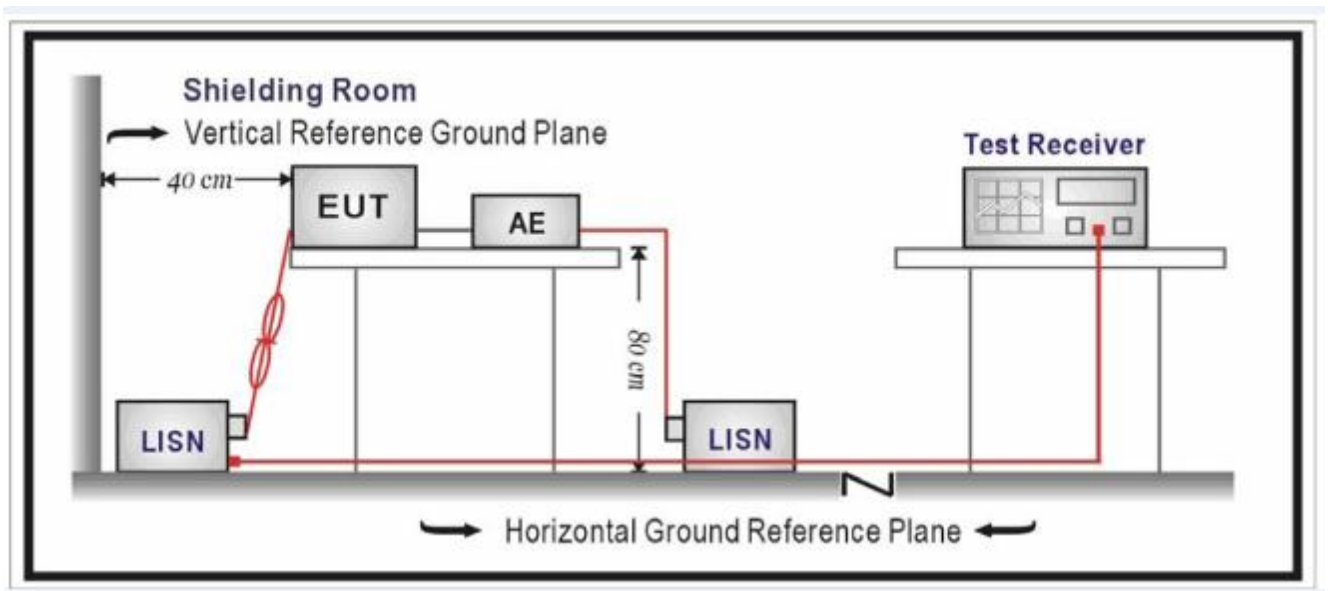 Shielding Room
Vertical Reference Ground Plane
Test Receiver
40 cm
EUT
AE
80 cm
LISN
LISN
Horizontal Ground Reference Plane